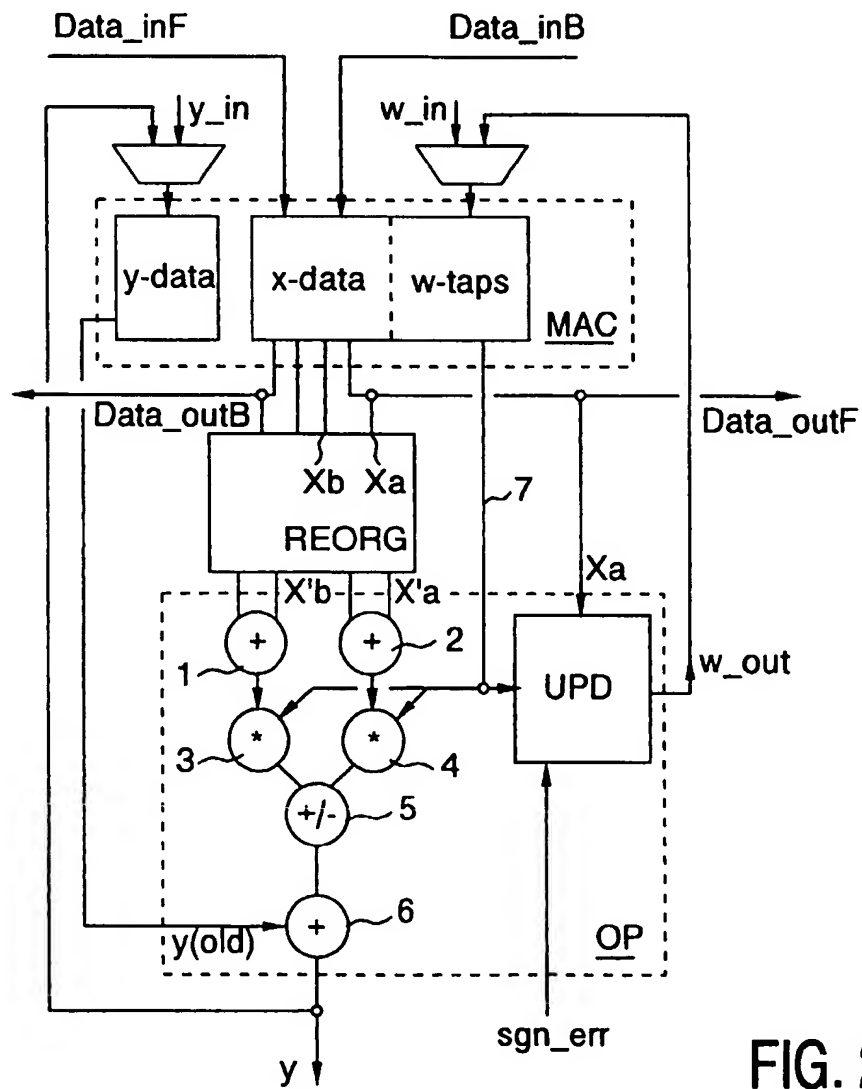 Data_inF Data_inB
y_in w_in
y-data x-data w-taps
MAC
Data_outB Data_outF
Xb Xa
7
REORG
X'b X'a Xa
+ + 2
1 UPD w_out
* *
3 4
+/- 5
+ 6
y(old) OP
sgn_err
y
FIG.